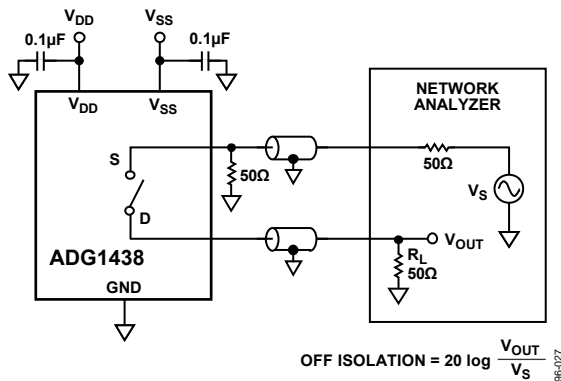 VDD
VSS
0.1µF
0.1µF
VDD
VSS
NETWORK
ANALYZER
S
50Ω
50Ω
VS
D
VOUT
ADG1438
RL
50Ω
GND
OFF ISOLATION = 20 log VOUT
VS